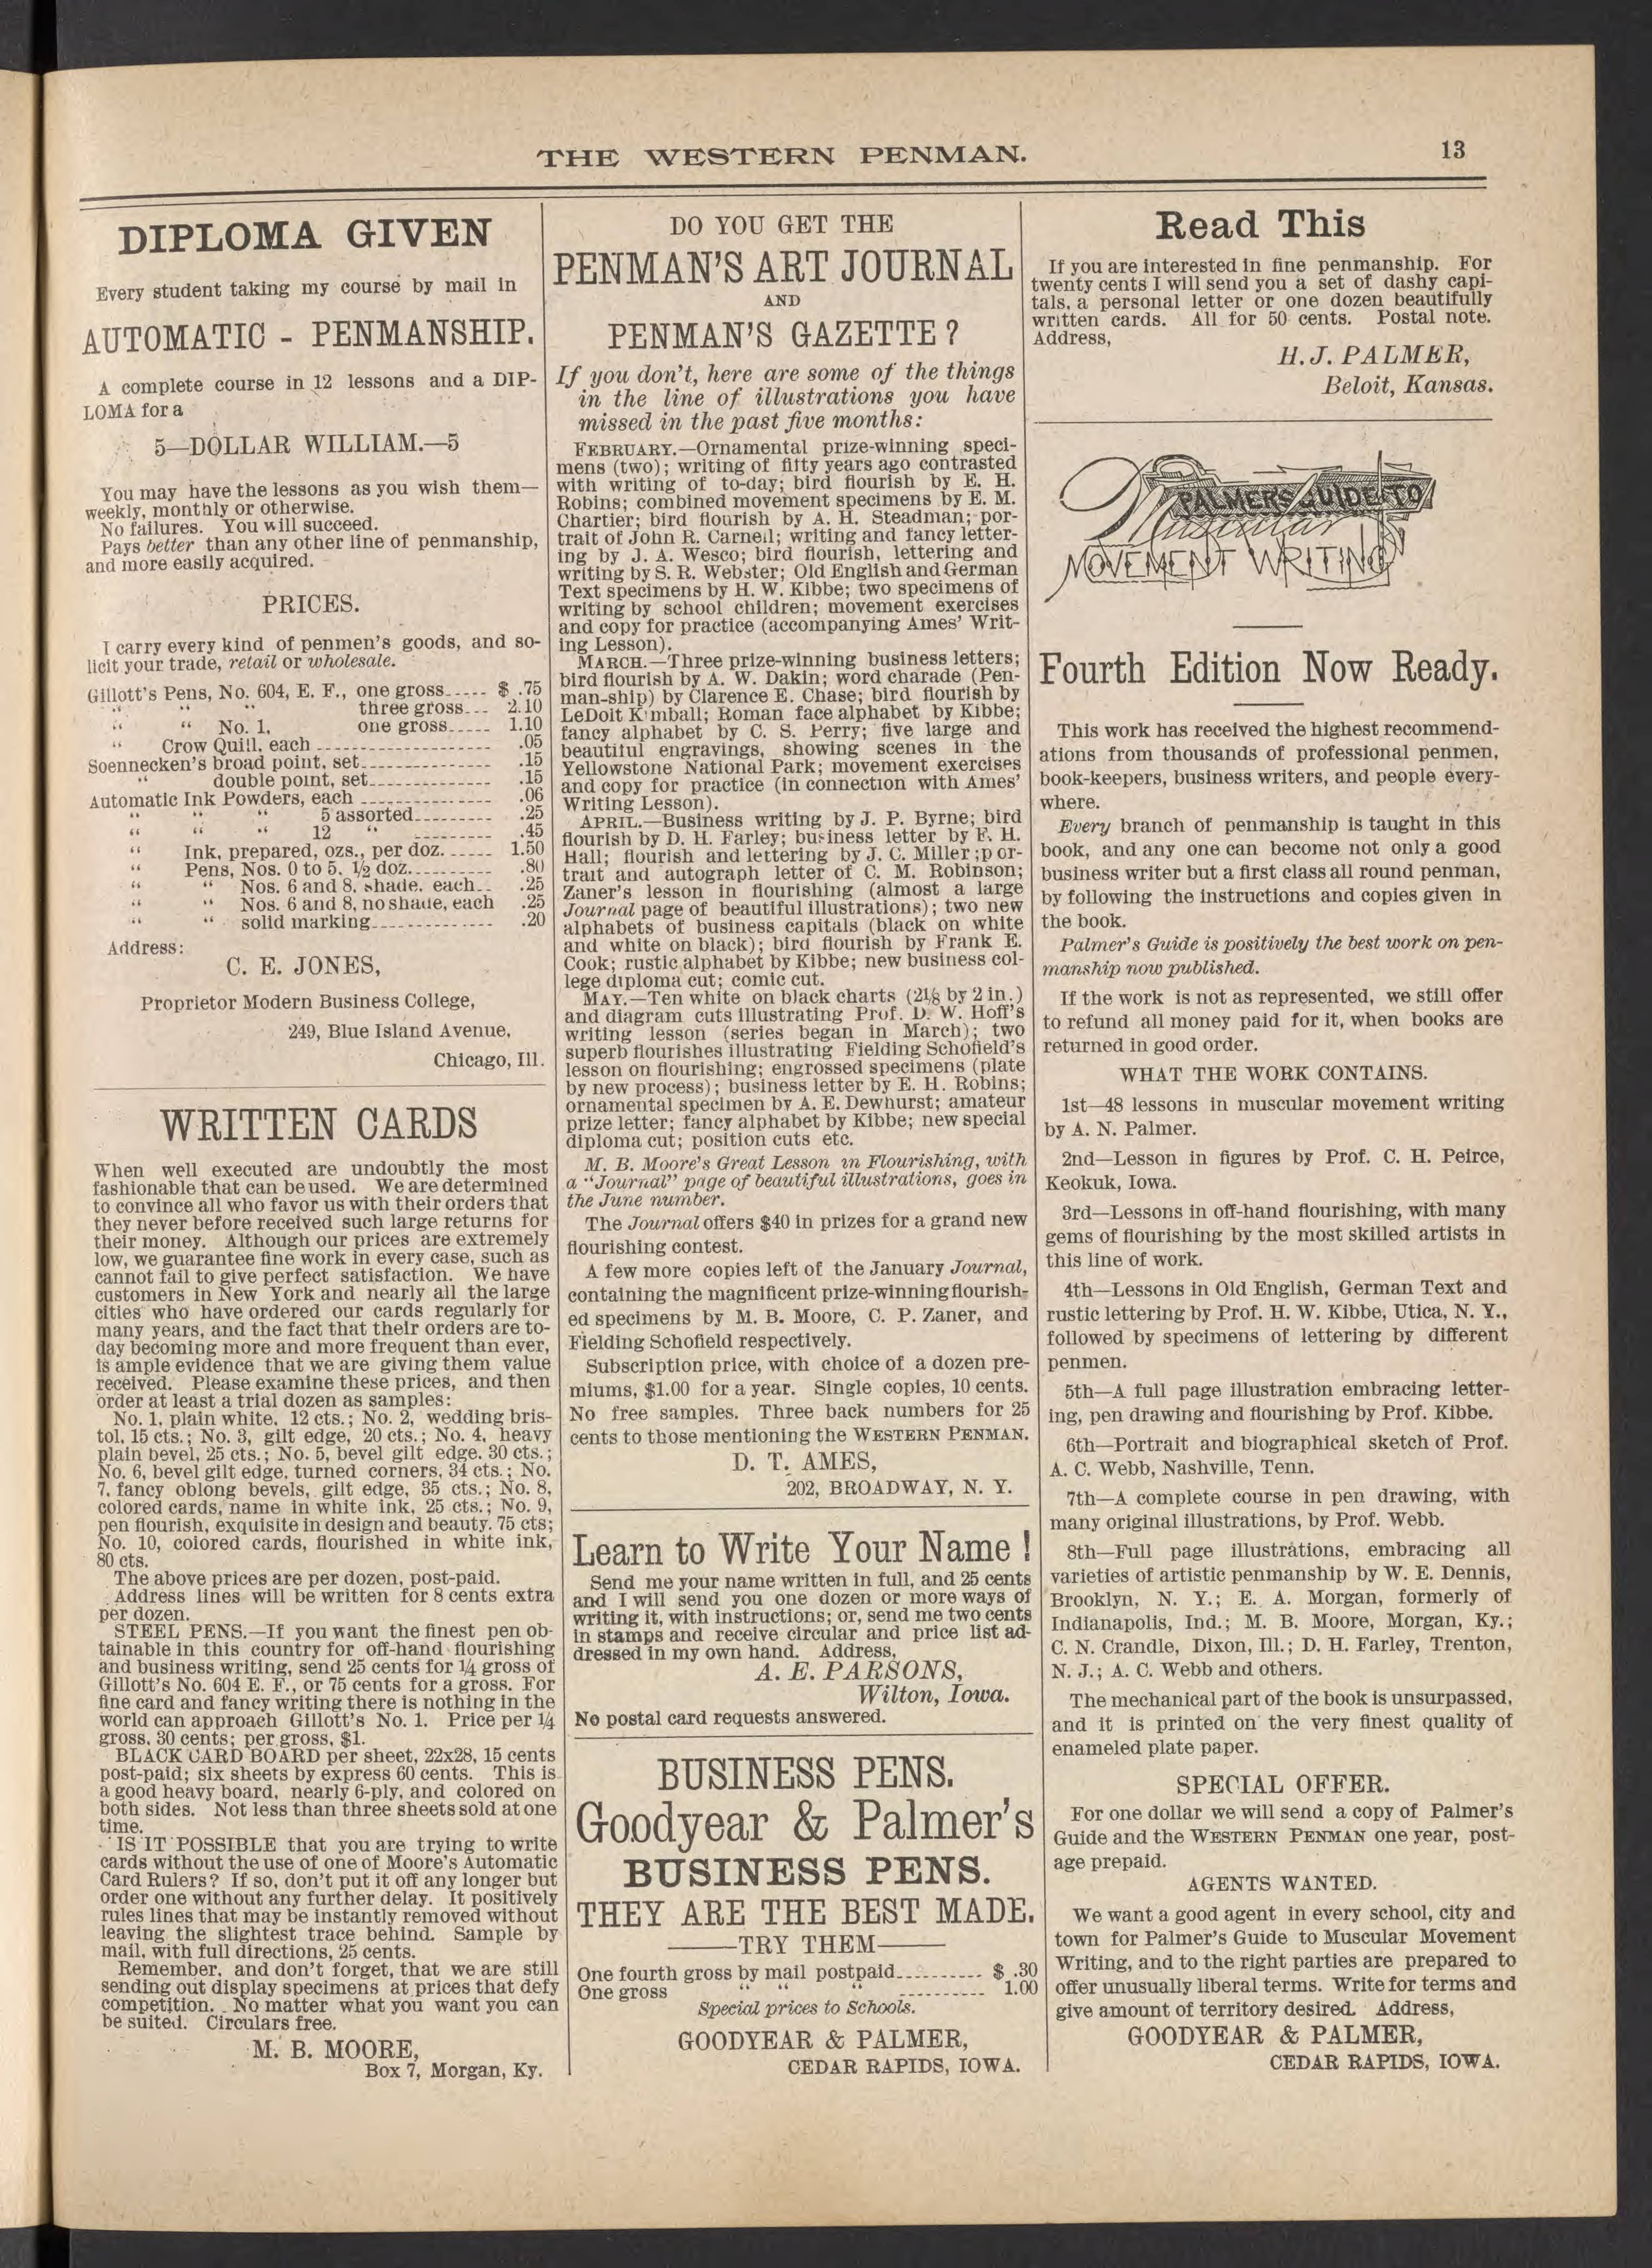 THE WESTERN PENMAN.
13
DIPLOMA GIVEN
Every student taking my course by mail in
AUTOMATIC - PENMANSHIP.
A complete course in 12 lessons and a DIP-
LOMA for a
5—DOLLAR WILLIAM.—5
You may have the lessons as you wish them—
weekly, monthly or otherwise.
No failures. You will succeed.
Pays better than any other line of penmanship,
and more easily acquired.
PRICES.
I carry every kind of penmen's goods, and so-
licit your trade, retail or wholesale.
Gillott's Pens, No. 604, E. F., one gross..... $ .75
" " " three gross... 2.10
" " No. 1, one gross..... 1.10
" Crow Quill, each .................... .05
Soennecken's broad point, set............... .15
" double point, set.............. .15
Automatic Ink Powders, each ............... .06
" " " 5 assorted......... .25
" " " 12 " ......... .45
" Ink, prepared, ozs., per doz. ..... 1.50
" Pens, Nos. 0 to 5, 1/2 doz.......... .80
" " Nos. 6 and 8, shade, each.. .25
" " Nos. 6 and 8, no shade, each .25
" " solid marking.............. .20
Address:
C. E. JONES,
Proprietor Modern Business College,
249, Blue Island Avenue,
Chicago, Ill.
WRITTEN CARDS
When well executed are undoubtly the most
fashionable that can be used. We are determined
to convince all who favor us with their orders that
they never before received such large returns for
their money. Although our prices are extremely
low, we guarantee fine work in every case, such as
cannot fail to give perfect satisfaction. We have
customers in New York and nearly all the large
cities who have ordered our cards regularly for
many years, and the fact that their orders are to-
day becoming more and more frequent than ever,
is ample evidence that we are giving them value
received. Please examine these prices, and then
order at least a trial dozen as samples:
No. 1, plain white, 12 cts.; No. 2, wedding bris-
tol, 15 cts.; No. 3, gilt edge, 20 cts.; No. 4, heavy
plain bevel, 25 cts.; No. 5, bevel gilt edge, 30 cts.;
No. 6, bevel gilt edge, turned corners, 34 cts.; No.
7, fancy oblong bevels, gilt edge, 35 cts.; No. 8,
colored cards, name in white ink, 25 cts.; No. 9,
pen flourish, exquisite in design and beauty, 75 cts;
No. 10, colored cards, flourished in white ink,
80 cts.
The above prices are per dozen, post-paid.
Address lines will be written for 8 cents extra
per dozen.
STEEL PENS.—If you want the finest pen ob-
tainable in this country for off-hand flourishing
and business writing, send 25 cents for 1/4 gross of
Gillott's No. 604 E. F., or 75 cents for a gross. For
fine card and fancy writing there is nothing in the
world can approach Gillott's No. 1. Price per 1/4
gross, 30 cents; per gross, $1.
BLACK CARD BOARD per sheet, 22x28, 15 cents
post-paid; six sheets by express 60 cents. This is
a good heavy board, nearly 6-ply, and colored on
both sides. Not less than three sheets sold at one
time.
IS IT POSSIBLE that you are trying to write
cards without the use of one of Moore's Automatic
Card Rulers? If so, don't put it off any longer but
order one without any further delay. It positively
rules lines that may be instantly removed without
leaving the slightest trace behind. Sample by
mail, with full directions, 25 cents.
Remember, and don't forget, that we are still
sending out display specimens at prices that defy
competition. No matter what you want you can
be suited. Circulars free.
M. B. MOORE,
Box 7, Morgan, Ky.
DO YOU GET THE
PENMAN'S ART JOURNAL
AND
PENMAN'S GAZETTE?
If you don't, here are some of the things
in the line of illustrations you have
missed in the past five months:
FEBRUARY.—Ornamental prize-winning speci-
mens (two); writing of fifty years ago contrasted
with writing of to-day; bird flourish by E. H.
Robins; combined movement specimens by E. M.
Chartier; bird flourish by A. H. Steadman; por-
trait of John R. Carnell; writing and fancy letter-
ing by J. A. Wesco; bird flourish, lettering and
writing by S. R. Webster; Old English and German
Text specimens by H. W. Kibbe; two specimens of
writing by school children; movement exercises
and copy for practice (accompanying Ames' Writ-
ing Lesson).
MARCH.—Three prize-winning business letters;
bird flourish by A. W. Dakin; word charade (Pen-
man-ship) by Clarence E. Chase; bird flourish by
LeDoit Kimball; Roman face alphabet by Kibbe;
fancy alphabet by C. S. Perry; five large and
beautiful engravings, showing scenes in the
Yellowstone National Park; movement exercises
and copy for practice (in connection with Ames'
Writing Lesson).
APRIL.—Business writing by J. P. Byrne; bird
flourish by D. H. Farley; business letter by F. H.
Hall; flourish and lettering by J. C. Miller ;p or-
trait and autograph letter of C. M. Robinson;
Zaner's lesson in flourishing (almost a large
Journal page of beautiful illustrations); two new
alphabets of business capitals (black on white
and white on black); bird flourish by Frank E.
Cook; rustic alphabet by Kibbe; new business col-
lege diploma cut; comic cut.
MAY.—Ten white on black charts (2 1/8 by 2 in.)
and diagram cuts illustrating Prof. D. W. Hoff's
writing lesson (series began in March); two
superb flourishes illustrating Fielding Schofield's
lesson on flourishing; engrossed specimens (plate
by new process); business letter by E. H. Robins;
ornamental specimen by A. E. Dewhurst; amateur
prize letter; fancy alphabet by Kibbe; new special
diploma cut; position cuts etc.
M. B. Moore's Great Lesson in Flourishing, with
a "Journal" page of beautiful illustrations, goes in
the June number.
The Journal offers $40 in prizes for a grand new
flourishing contest.
A few more copies left of the January Journal,
containing the magnificent prize-winning flourish-
ed specimens by M. B. Moore, C. P. Zaner, and
Fielding Schofield respectively.
Subscription price, with choice of a dozen pre-
miums, $1.00 for a year. Single copies, 10 cents.
No free samples. Three back numbers for 25
cents to those mentioning the WESTERN PENMAN.
D. T. AMES,
202, BROADWAY, N. Y.
Learn to Write Your Name!
Send me your name written in full, and 25 cents
and I will send you one dozen or more ways of
writing it, with instructions; or, send me two cents
in stamps and receive circular and price list ad-
dressed in my own hand. Address,
A. E. PARSONS,
Wilton, Iowa.
No postal card requests answered.
BUSINESS PENS.
Goodyear & Palmer's
BUSINESS PENS.
THEY ARE THE BEST MADE.
——TRY THEM——
One fourth gross by mail postpaid.......... $ .30
One gross " " " .......... 1.00
Special prices to Schools.
GOODYEAR & PALMER,
CEDAR RAPIDS, IOWA.
Read This
If you are interested in fine penmanship. For
twenty cents I will send you a set of dashy capi-
tals, a personal letter or one dozen beautifully
written cards. All for 50 cents. Postal note.
Address,
H. J. PALMER,
Beloit, Kansas.
PALMER'S GUIDE TO
Muscular
MOVEMENT WRITING
Fourth Edition Now Ready.
This work has received the highest recommend-
ations from thousands of professional penmen,
book-keepers, business writers, and people every-
where.
Every branch of penmanship is taught in this
book, and any one can become not only a good
business writer but a first class all round penman,
by following the instructions and copies given in
the book.
Palmer's Guide is positively the best work on pen-
manship now published.
If the work is not as represented, we still offer
to refund all money paid for it, when books are
returned in good order.
WHAT THE WORK CONTAINS.
1st—48 lessons in muscular movement writing
by A. N. Palmer.
2nd—Lesson in figures by Prof. C. H. Peirce,
Keokuk, Iowa.
3rd—Lessons in off-hand flourishing, with many
gems of flourishing by the most skilled artists in
this line of work.
4th—Lessons in Old English, German Text and
rustic lettering by Prof. H. W. Kibbe, Utica, N. Y.,
followed by specimens of lettering by different
penmen.
5th—A full page illustration embracing letter-
ing, pen drawing and flourishing by Prof. Kibbe.
6th—Portrait and biographical sketch of Prof.
A. C. Webb, Nashville, Tenn.
7th—A complete course in pen drawing, with
many original illustrations, by Prof. Webb.
8th—Full page illustrations, embracing all
varieties of artistic penmanship by W. E. Dennis,
Brooklyn, N. Y.; E. A. Morgan, formerly of
Indianapolis, Ind.; M. B. Moore, Morgan, Ky.;
C. N. Crandle, Dixon, Ill.; D. H. Farley, Trenton,
N. J.; A. C. Webb and others.
The mechanical part of the book is unsurpassed,
and it is printed on the very finest quality of
enameled plate paper.
SPECIAL OFFER.
For one dollar we will send a copy of Palmer's
Guide and the WESTERN PENMAN one year, post-
age prepaid.
AGENTS WANTED.
We want a good agent in every school, city and
town for Palmer's Guide to Muscular Movement
Writing, and to the right parties are prepared to
offer unusually liberal terms. Write for terms and
give amount of territory desired. Address,
GOODYEAR & PALMER,
CEDAR RAPIDS, IOWA.